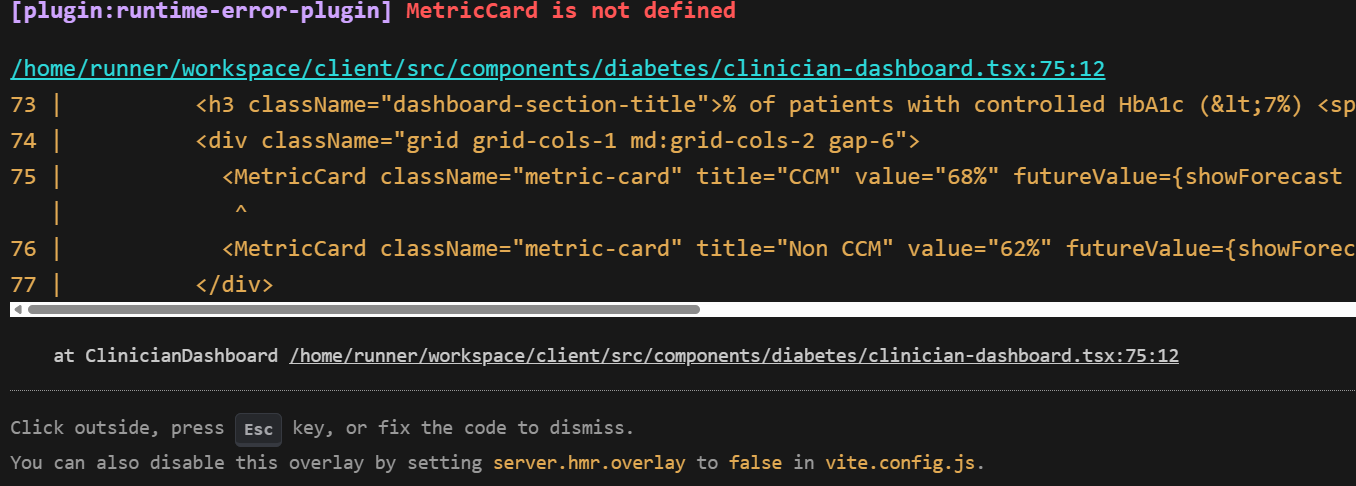 [plugin:runtime-error-plugin] MetricCard is not defined
/home/runner/workspace/client/src/components/diabetes/clinician-dashboard.tsx:75:12
73 |          <h3 className="dashboard-section-title">% of patients with controlled HbA1c (&lt;7%) <sp
74 |          <div className="grid grid-cols-1 md:grid-cols-2 gap-6">
75 |            <MetricCard className="metric-card" title="CCM" value="68%" futureValue={showForecast
   |             ^
76 |            <MetricCard className="metric-card" title="Non CCM" value="62%" futureValue={showForec
77 |          </div>
at ClinicianDashboard /home/runner/workspace/client/src/components/diabetes/clinician-dashboard.tsx:75:12
Click outside, press Esc key, or fix the code to dismiss.
You can also disable this overlay by setting server.hmr.overlay to false in vite.config.js.